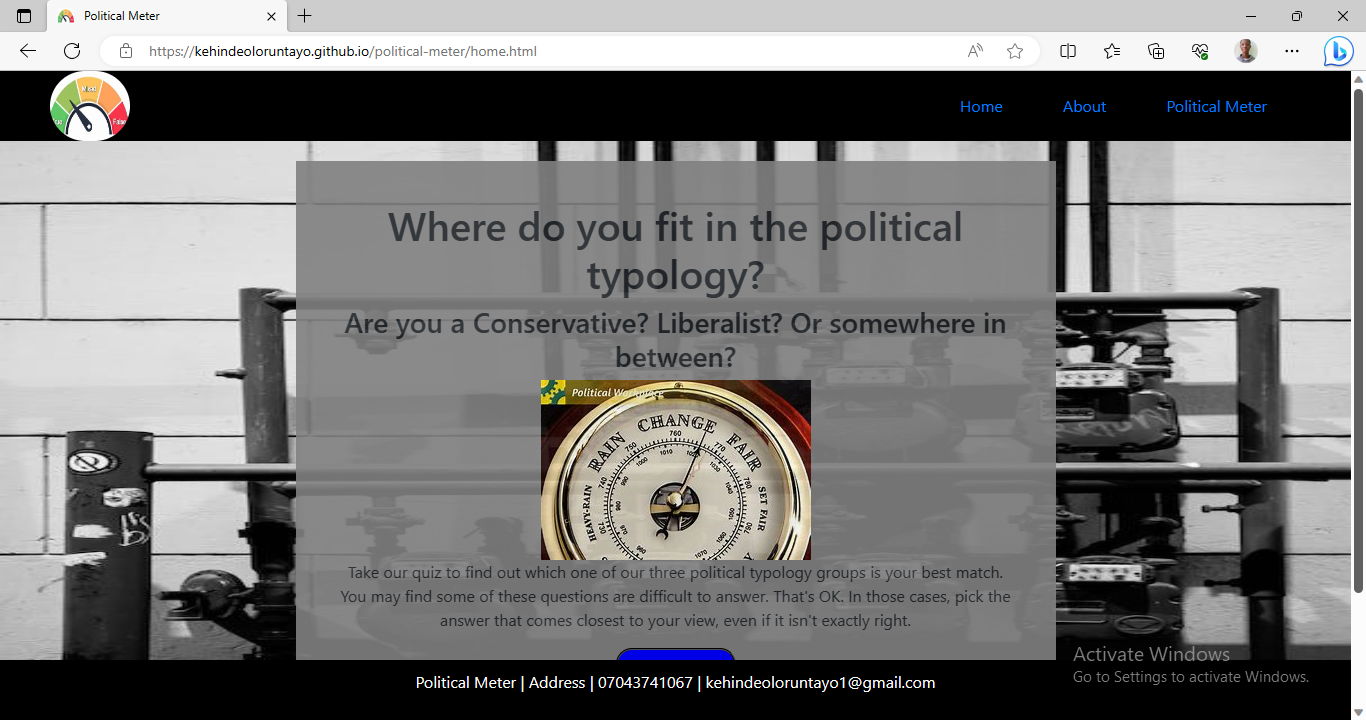 Political Meter
https://kehindeoloruntayo.github.io/political-meter/home.html
Home About Political Meter
Where do you fit in the political
typology?
Are you a Conservative? Liberalist? Or somewhere in
between?
Political Workplace
RAIN CHANGE FAIR
HEAVY-RAIN
SET FAIR
Take our quiz to find out which one of our three political typology groups is your best match.
You may find some of these questions are difficult to answer. That's OK. In those cases, pick the
answer that comes closest to your view, even if it isn't exactly right.
Activate Windows
Go to Settings to activate Windows.
Political Meter | Address | 07043741067 | kehindeoloruntayo1@gmail.com